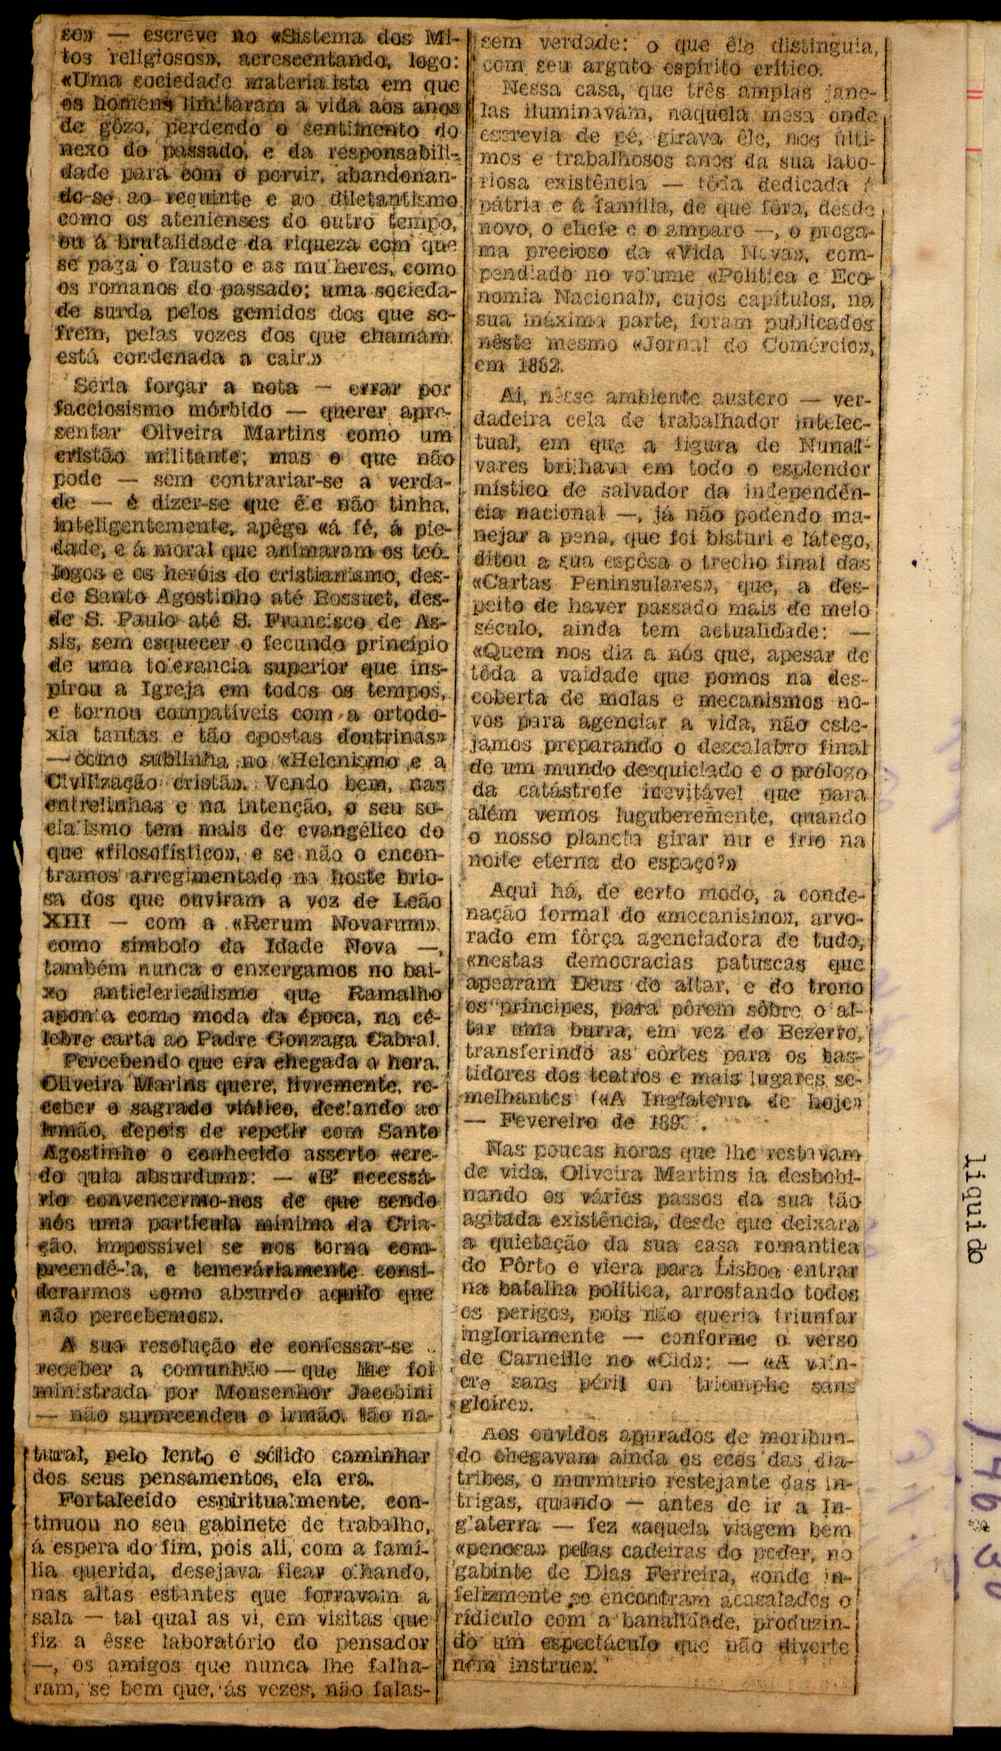 so» — escreve no «Sistema dos Mi-
tos religiosos», acrescentando, logo:
«Uma sociedade materia'ista em que
os homens limitaram a vida aos anos
de gôzo, perdendo o sentimento do
nexo do passado, e da responsabili-
dade para com o porvir, abandonan-
do-se ao requinte e ao diletantismo
como os atenienses do outro tempo,
ou á brutalidade da riqueza com que
se paga o fausto e as mu'heres, como
os romanos do passado; uma socieda-
de surda pelos gemidos dos que so-
frem, pelas vozes dos que chamam
está condenada a cair.»
Seria forçar a nota — errar por
facciosismo mórbido — querer apre-
sentar Oliveira Martins como um
cristão militante; mas o que não
pode — sem contrariar-se a verda-
de — é dizer-se que ê'e não tinha,
inteligentemente, apêgo «á fé, á pie-
dade, e á moral que animaram os teó-
logos e os heróis do cristianismo, des-
de Santo Agostinho até Bossuet, des-
de S. Paulo até S. Francisco de As-
sis, sem esquecer o fecundo princípio
de uma to'erancia superior que ins-
pirou a Igreja em todos os tempos,
e tornou compatíveis com a ortodo-
xia tantas e tão opostas doutrinas»
— como sublinha no «Helenismo e a
Civilização cristã». Vendo bem, nas
entrelinhas e na intenção, o seu so-
cia'ismo tem mais de evangélico do
que «filosofístico», e se não o encon-
tramos arregimentado na hoste brio-
sa dos que ouviram a voz de Leão
XIII — com a «Rerum Novarum»
como símbolo da Idade Nova —,
também nunca o enxergamos no bai-
xo anticlericalismo que Ramalho
aponta como moda da época, na cé-
lebre carta ao Padre Gonzaga Cabral.
Percebendo que era chegada a hora,
Oliveira Marins quere, livremente, re-
ceber o sagrado viático, dec'ando ao
irmão, depois de repetir com Santo
Agostinho o conhecido asserto «cre-
do quia absurdum»: — «E' necessá-
rio convencermo-nos de que sendo
nós uma partícula mínima da Cria-
ção, impossível se nos torna com-
preendê-'a, e temeráriamente consi-
derarmos como absurdo aquilo que
não percebemos».
A sua resolução de confessar-se
receber a comunhão — que lhe foi
ministrada por Monsenhor Jacobini
— não surpreendeu o irmão, tão na-
tural, pelo lento e sólido caminhar
dos seus pensamentos, ela era.
Fortalecido espiritua'mente, con-
tinuou no seu gabinete de trabalho,
á espera do fim, pois ali, com a famí-
lia querida, desejava ficar o'hando,
nas altas estantes que forravam a
sala — tal qual as vi, em visitas que
fiz a êsse laboratório do pensador
—, os amigos que nunca lhe falha-
ram, se bem que, ás vezes, não falas-
sem verdade: o que êle distinguia,
com seu arguto espírito crítico.
Nessa casa, que três amplas jane-
las iluminavam, naquela mesa onde
escrevia de pé, girava êle, nos últi-
mos e trabalhosos anos da sua labo-
riosa existência — tôda dedicada á
pátria e á família, de que fôra, desde
novo, o chefe e o amparo —, o progra-
ma precioso da «Vida Nova», com-
pendiado no vo'ume «Política e Eco-
nomia Nacional», cujos capítulos, na
sua máxima parte, foram publicados
nêste mesmo «Jornal do Comércio»,
em 1882.
Aí, nêsse ambiente austero — ver-
dadeira cela de trabalhador intelec-
tual, em que a figura de Nunál-
vares brilhava em todo o esplendor
místico de salvador da independên-
cia nacional —, já não podendo ma-
nejar a pena, que foi bisturi e látego,
ditou a sua espôsa o trecho final das
«Cartas Peninsulares», que, a des-
peito de haver passado mais de meio
século, ainda tem actualidade: —
«Quem nos diz a nós que, apesar de
tôda a vaidade que pomos na des-
coberta de molas e mecanismos no-
vos para agenciar a vida, não este-
jamos preparando o descalabro final
de um mundo desquiciado e o prólogo
da catástrofe inevitável que para
além vemos luguberemente, quando
o nosso planeta girar nu e frio na
noite eterna do espaço?»
Aqui há, de certo modo, a conde-
nação formal do «mecanismo», arvo-
rado em fôrça agenciadora de tudo,
«nestas democracias patuscas que
apearam Deus do altar, e do trono
os príncipes, para pôrem sôbre o al-
tar uma burra, em vez do Bezerro,
transferindo as côrtes para os bas-
tidores dos teatros e mais lugares se-
melhantes («A Inglaterra de hoje»
— Fevereiro de 189 .
Nas poucas horas que lhe restavam
de vida, Oliveira Martins ia desbobi-
nando os vários passos da sua tão
agitada existência, desde que deixara
a quietação da sua casa romantica
do Pôrto e viera para Lisboa entrar
na batalha política, arrostando todos
os perigos, pois não queria triunfar
ingloriamente — conforme o verso
de Corneille no «Cid»: — «A vain-
cre sans péril on triomphe sans
gloire».
Aos ouvidos apurados de moribun-
do chegavam ainda os ecos das dia-
tribes, o murmurio restejante das in-
trigas, quando — antes de ir a In-
g'aterra — fez «aquela viagem bem
«penosa» pelas cadeiras do poder, no
gabinte de Dias Ferreira, «onde in-
felizmente se encontram acasalados o
ridículo com a banalidade, produzin-
do um espectáculo que não diverte
nem instrue».
líquido